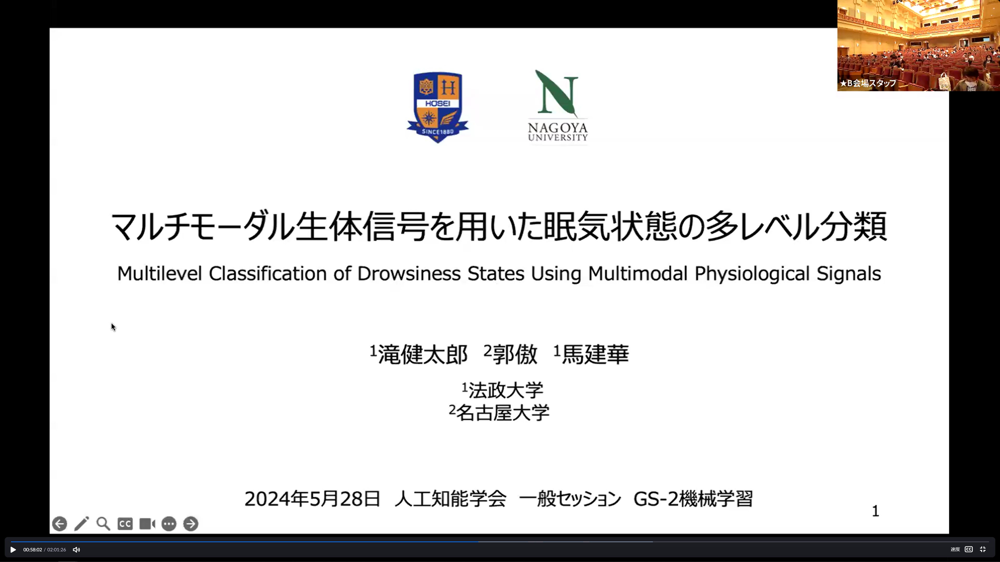 ★B会場スタッフ
H
HOSEI
SINCE1880
N
NAGOYA
UNIVERSITY
マルチモーダル生体信号を用いた眠気状態の多レベル分類
Multilevel Classification of Drowsiness States Using Multimodal Physiological Signals
¹滝健太郎 ²郭傲 ¹馬建華
¹法政大学
²名古屋大学
2024年5月28日 人工知能学会 一般セッション GS-2機械学習
1
CC
00:58:02 / 02:01:26
速度
CC